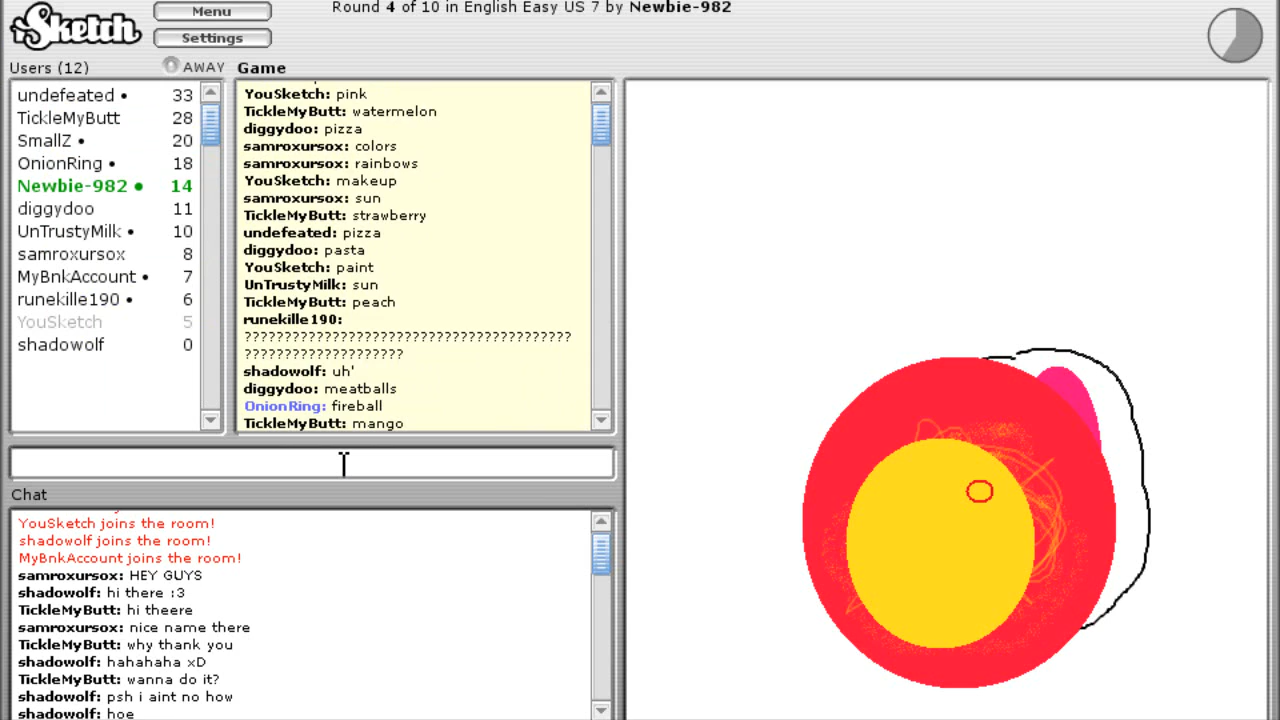 iSketch
Menu
Settings
Round 4 of 10 in English Easy US 7 by Newbie-982
Users (12)
AWAY
undefeated • 33
TickleMyButt 28
SmallZ • 20
OnionRing • 18
Newbie-982 • 14
diggydoo 11
UnTrustyMilk • 10
samroxursox 8
MyBnkAccount • 7
runekille190 • 6
YouSketch 5
shadowolf 0
Game
YouSketch: pink
TickleMyButt: watermelon
diggydoo: pizza
samroxursox: colors
samroxursox: rainbows
YouSketch: makeup
samroxursox: sun
TickleMyButt: strawberry
undefeated: pizza
diggydoo: pasta
YouSketch: paint
UnTrustyMilk: sun
TickleMyButt: peach
runekille190:
?????????????????????????????????????????
????????????????????
shadowolf: uh'
diggydoo: meatballs
OnionRing: fireball
TickleMyButt: mango
Chat
YouSketch joins the room!
shadowolf joins the room!
MyBnkAccount joins the room!
samroxursox: HEY GUYS
shadowolf: hi there :3
TickleMyButt: hi theere
samroxursox: nice name there
TickleMyButt: why thank you
shadowolf: hahahaha xD
TickleMyButt: wanna do it?
shadowolf: psh i aint no how
shadowolf: hoe